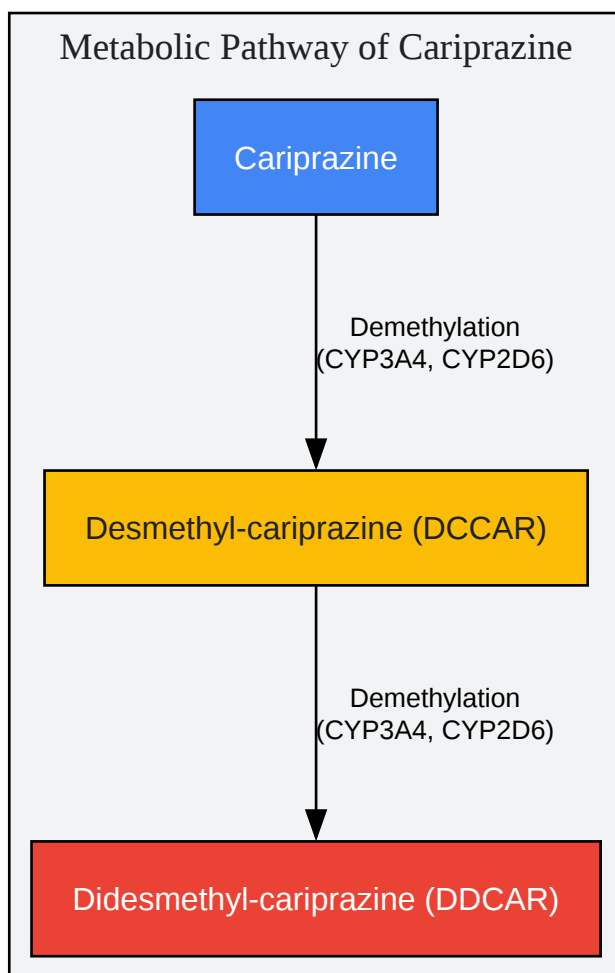 Metabolic Pathway of Cariprazine
Cariprazine
Demethylation
(CYP3A4, CYP2D6)
Desmethyl-cariprazine (DCCAR)
Demethylation
(CYP3A4, CYP2D6)
Didesmethyl-cariprazine (DDCAR)